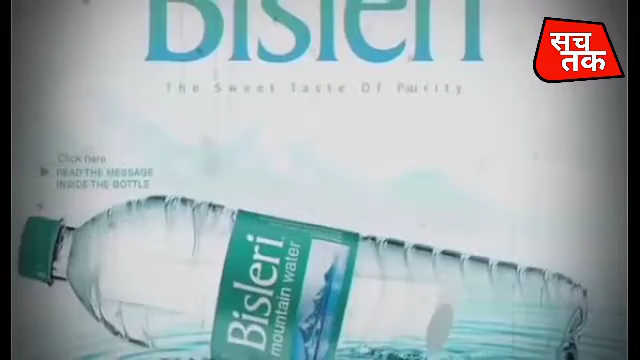 Bisleri
सच
तक
The Sweet Taste Of Purity
Click here
READ THE MESSAGE
INSIDE THE BOTTLE
Bisleri
mountain water